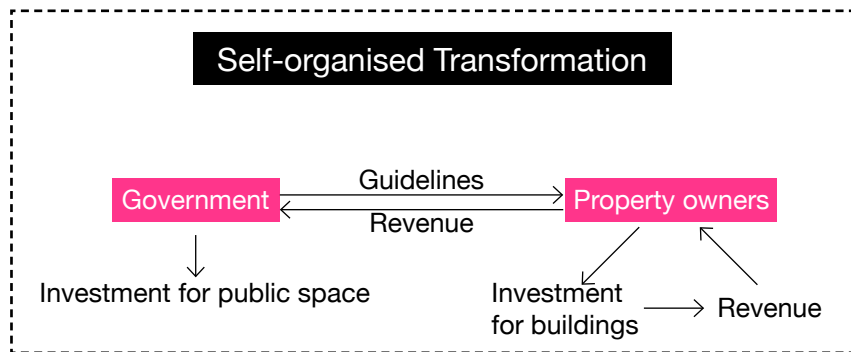 Self-organised Transformation
Guidelines
Government
Property owners
Revenue
Investment for public space
Investment
for buildings
Revenue